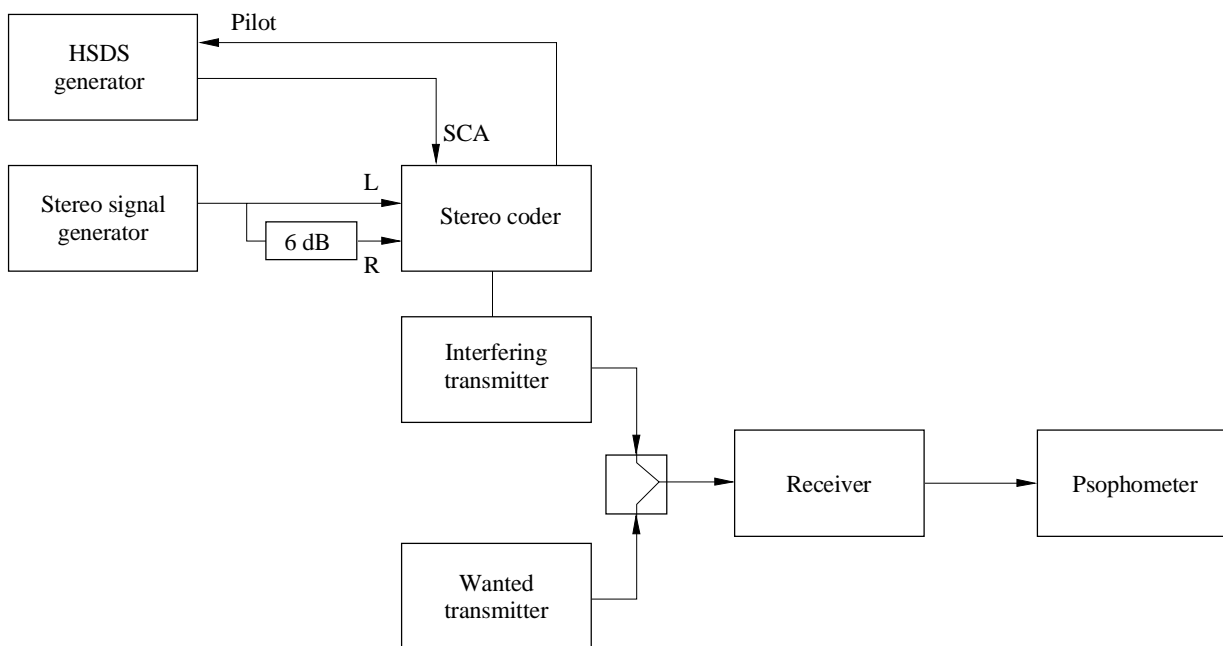 Pilot
HSDS
generator
SCA
Stereo signal
generator
L
6 dB
R
Stereo coder
Interfering
transmitter
Receiver
Psophometer
Wanted
transmitter